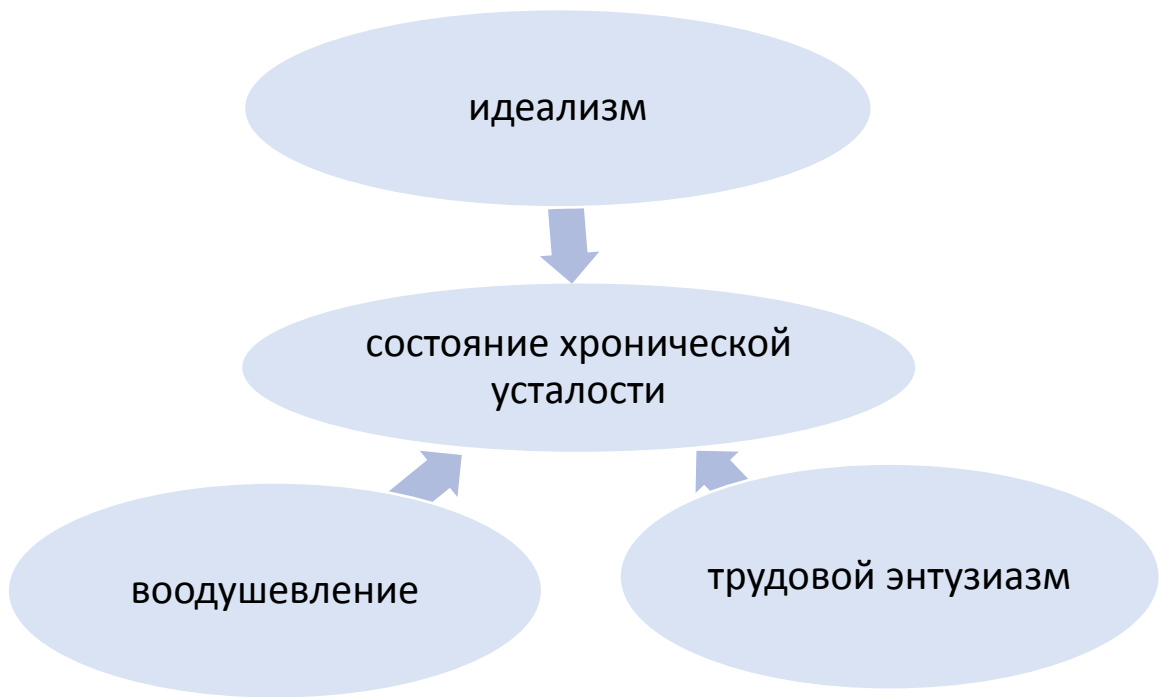 идеализм
состояние хронической
усталости
воодушевление
трудовой энтузиазм